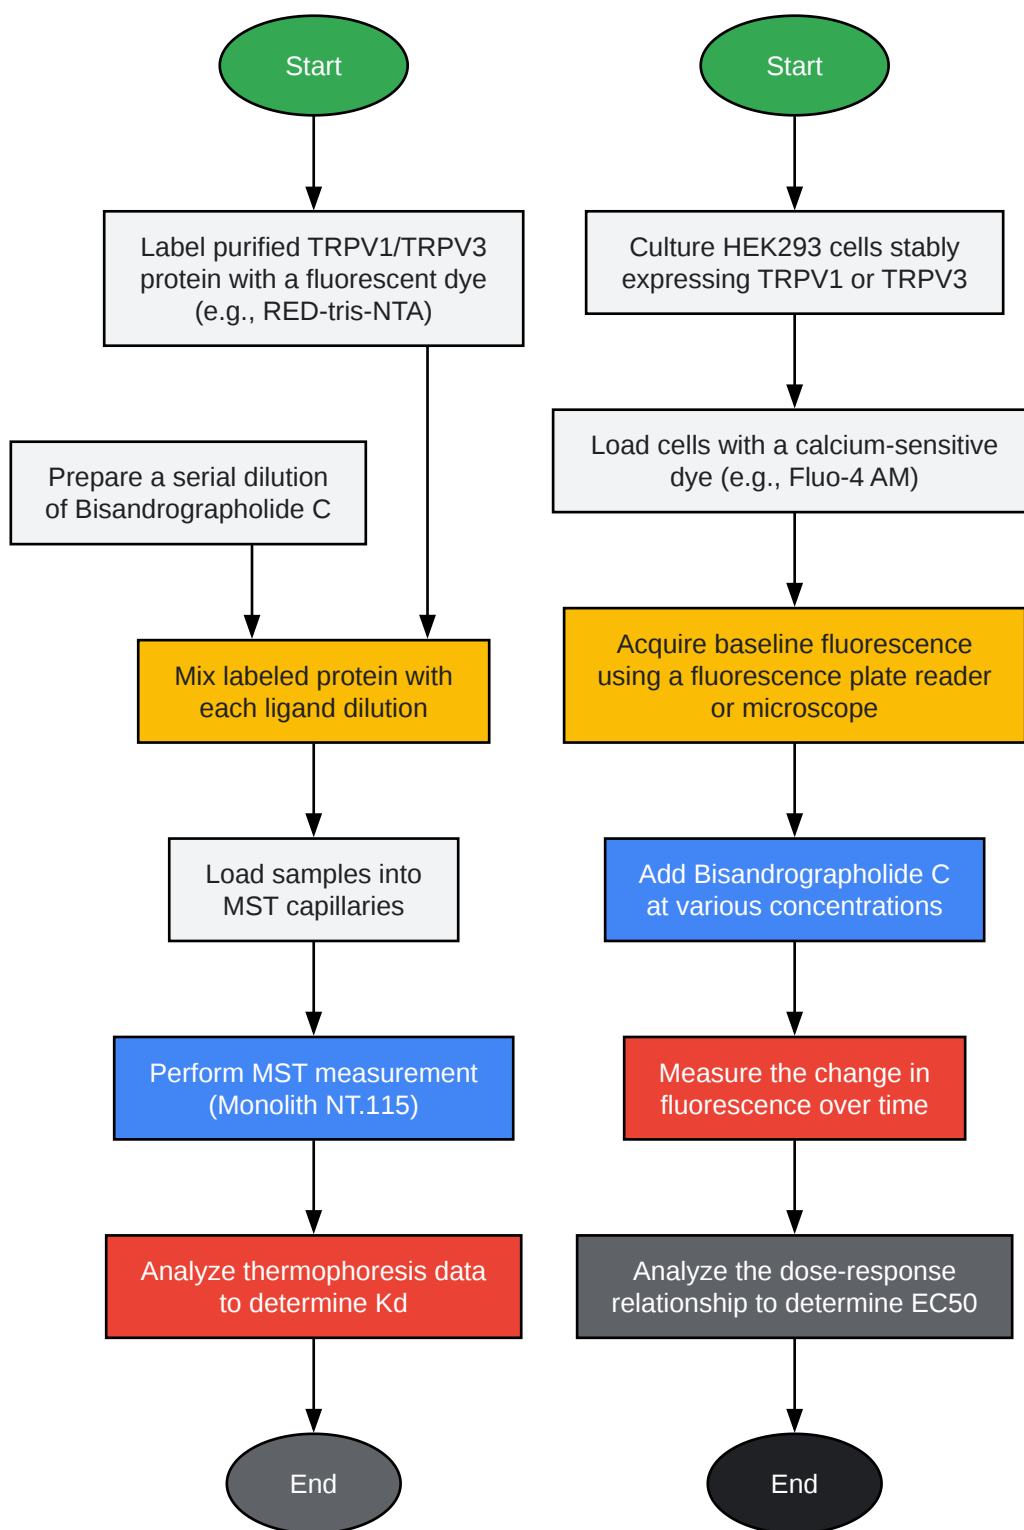 Start
Label purified TRPV1/TRPV3
protein with a fluorescent dye
(e.g., RED-tris-NTA)
Prepare a serial dilution
of Bisandrographolide C
Mix labeled protein with
each ligand dilution
Load samples into
MST capillaries
Perform MST measurement
(Monolith NT.115)
Analyze thermophoresis data
to determine Kd
End
Start
Culture HEK293 cells stably
expressing TRPV1 or TRPV3
Load cells with a calcium-sensitive
dye (e.g., Fluo-4 AM)
Acquire baseline fluorescence
using a fluorescence plate reader
or microscope
Add Bisandrographolide C
at various concentrations
Measure the change in
fluorescence over time
Analyze the dose-response
relationship to determine EC50
End